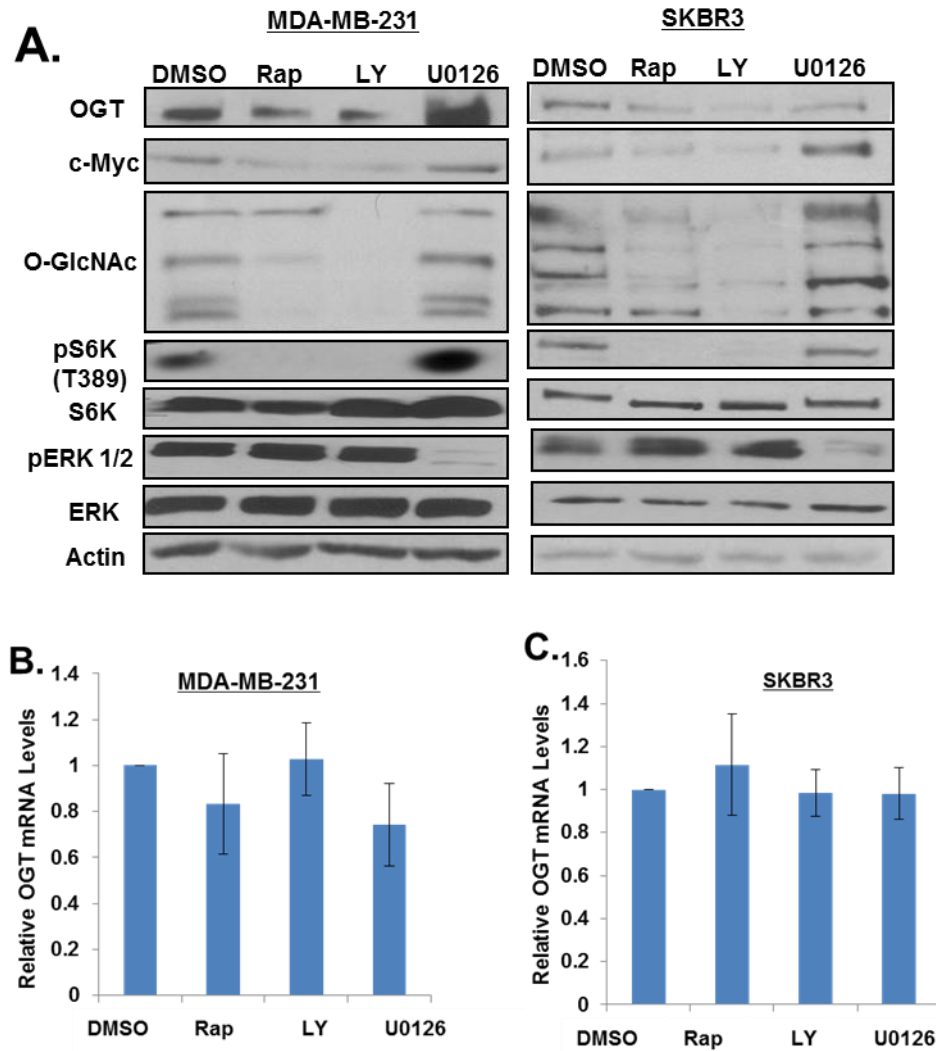 A.
MDA-MB-231
SKBR3
DMSO Rap LY U0126
DMSO Rap LY U0126
OGT
c-Myc
O-GlcNAc
pS6K
(T389)
S6K
pERK 1/2
ERK
Actin
B.
MDA-MB-231
Relative OGT mRNA Levels
1.4
1.2
1
0.8
0.6
0.4
0.2
0
DMSO Rap LY U0126
C.
SKBR3
Relative OGT mRNA Levels
1.6
1.4
1.2
1
0.8
0.6
0.4
0.2
0
DMSO Rap LY U0126